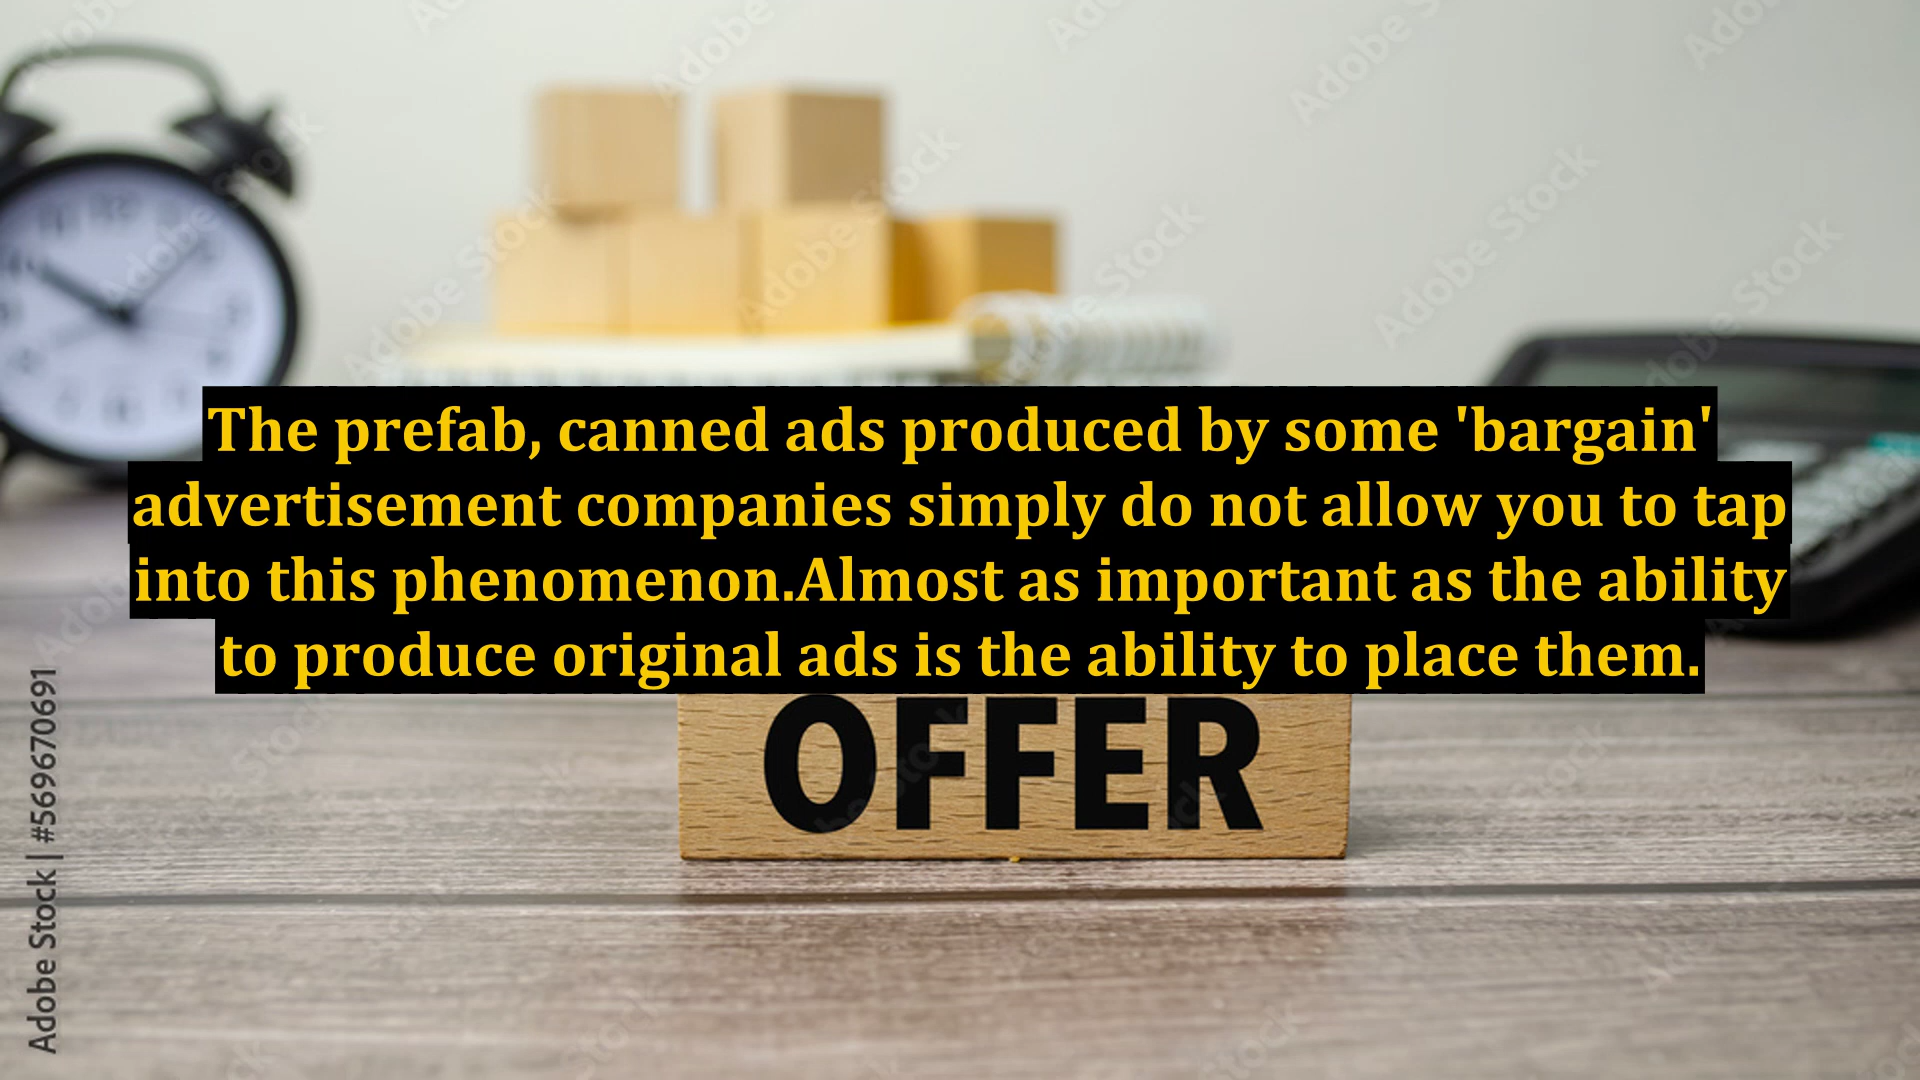 The prefab, canned ads produced by some 'bargain'
advertisement companies simply do not allow you to tap
into this phenomenon.Almost as important as the ability
to produce original ads is the ability to place them.
OFFER
Adobe Stock | #569670691
Adobe Stock